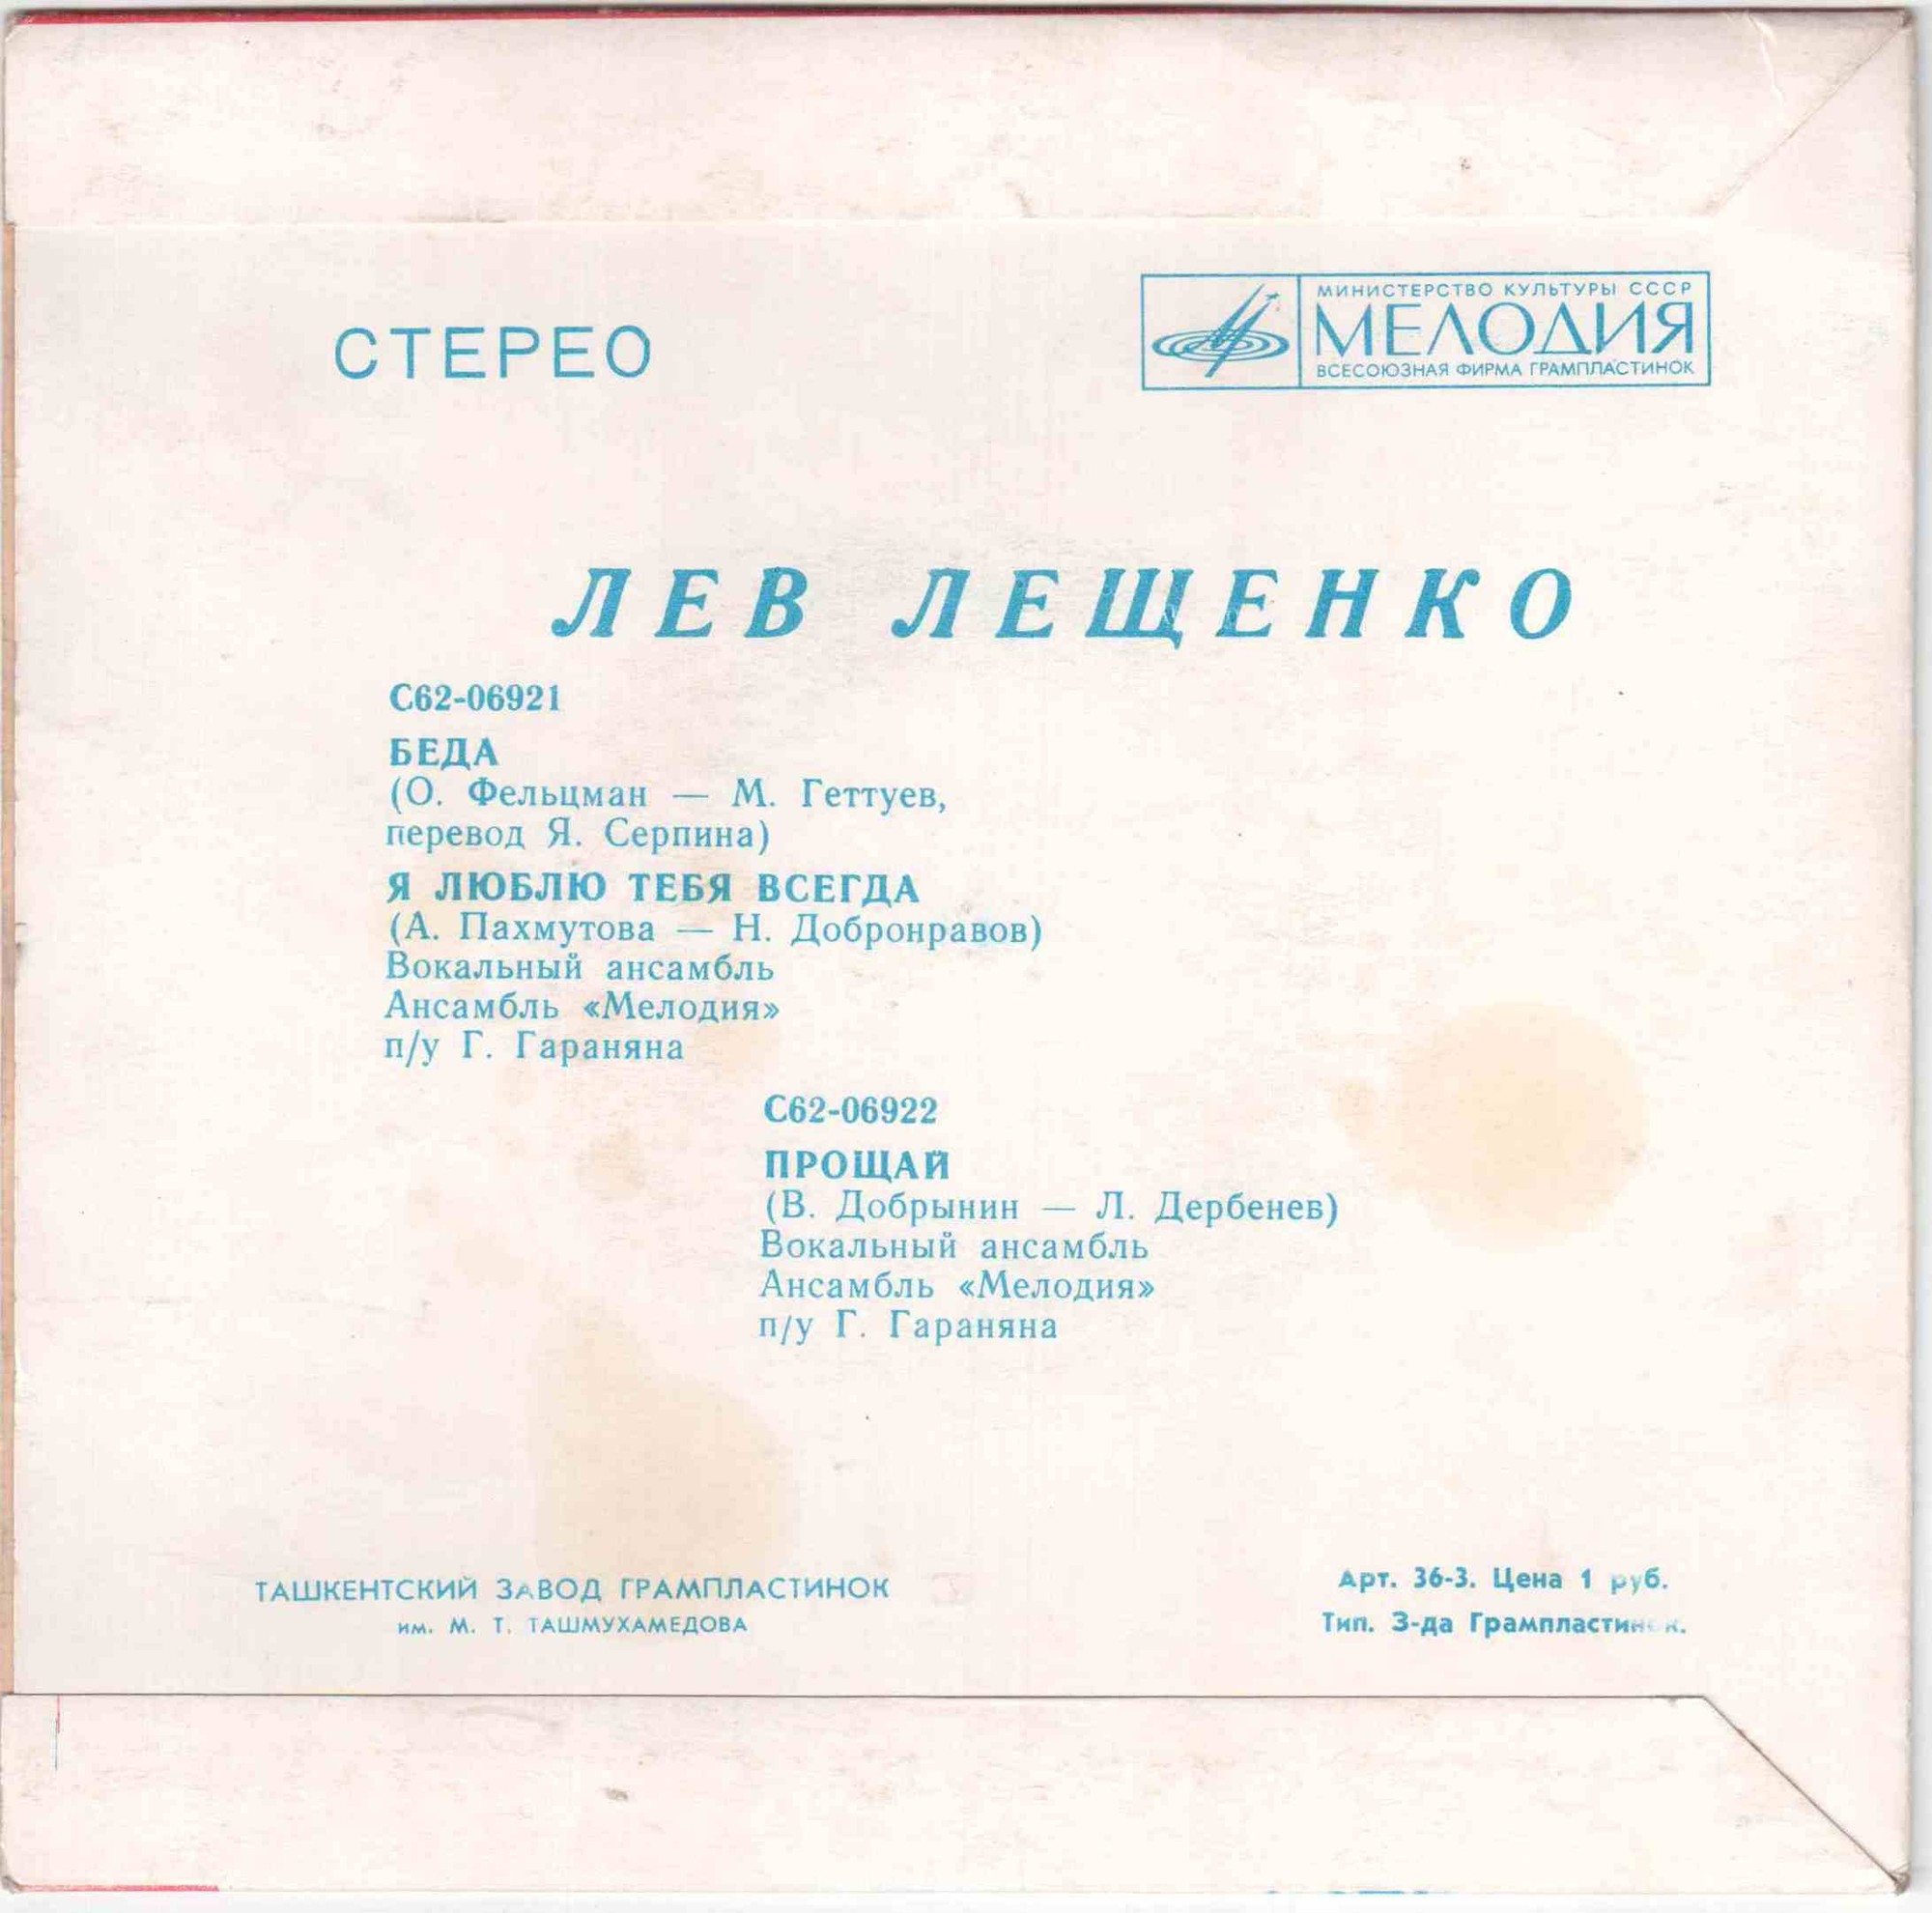 СТЕРЕО
МИНИСТЕРСТВО КУЛЬТУРЫ СССР
МЕЛОДИЯ
ВСЕСОЮЗНАЯ ФИРМА ГРАМПЛАСТИНОК
ЛЕВ ЛЕЩЕНКО
С62-06921
БЕДА
(О. Фельцман — М. Геттуев,
перевод Я. Серпина)
Я ЛЮБЛЮ ТЕБЯ ВСЕГДА
(А. Пахмутова — Н. Добронравов)
Вокальный ансамбль
Ансамбль «Мелодия»
п/у Г. Гараняна
С62-06922
ПРОЩАЙ
(В. Добрынин — Л. Дербенев)
Вокальный ансамбль
Ансамбль «Мелодия»
п/у Г. Гараняна
ТАШКЕНТСКИЙ ЗАВОД ГРАМПЛАСТИНОК
им. М. Т. ТАШМУХАМЕДОВА
Арт. 36-3. Цена 1 руб.
Тип. З-да Грампластинок.